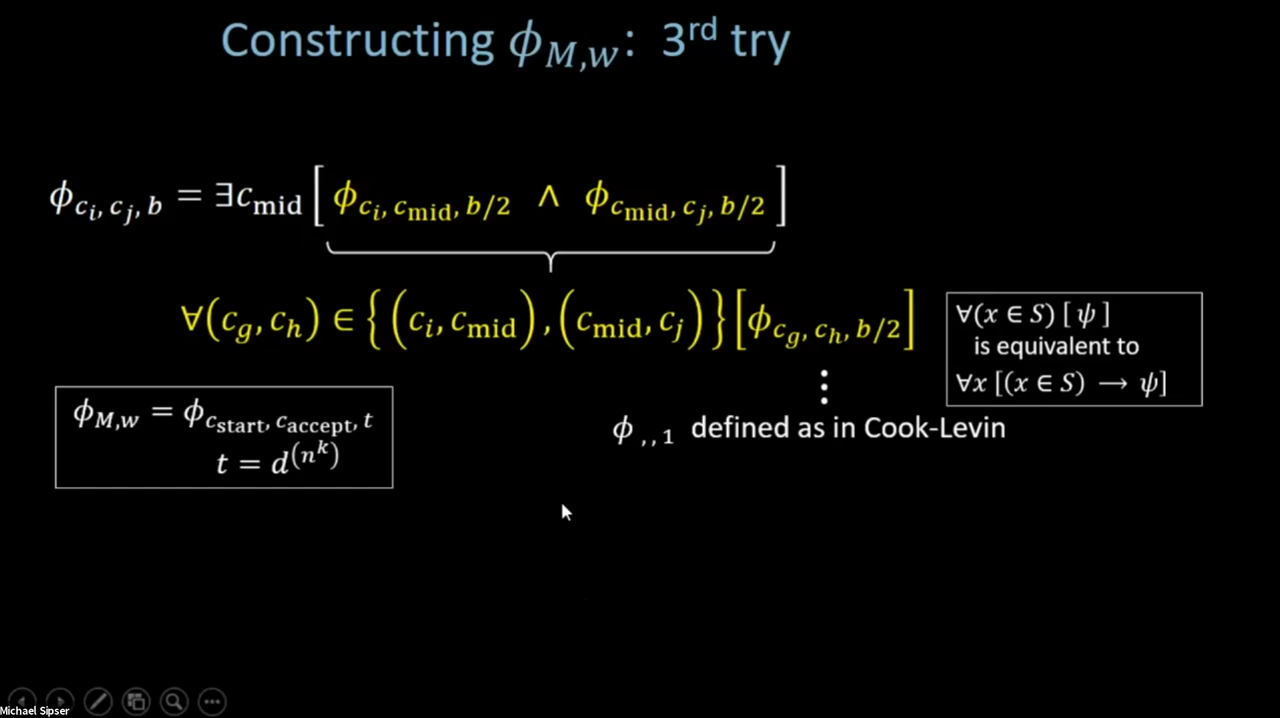 Constructing ϕ_{M,w}: 3rd try
ϕ_{c_i, c_j, b} = ∃c_mid [ϕ_{c_i, c_mid, b/2} ∧ ϕ_{c_mid, c_j, b/2}]
∀(c_g, c_h) ∈ {(c_i, c_mid), (c_mid, c_j)} [ϕ_{c_g, c_h, b/2}]
∀(x ∈ S) [ψ]
is equivalent to
∀x [(x ∈ S) → ψ]
⋮
ϕ_{M,w} = ϕ_{c_start, c_accept, t}
t = d^(n^k)
ϕ_{, , 1} defined as in Cook-Levin
Michael Sipser